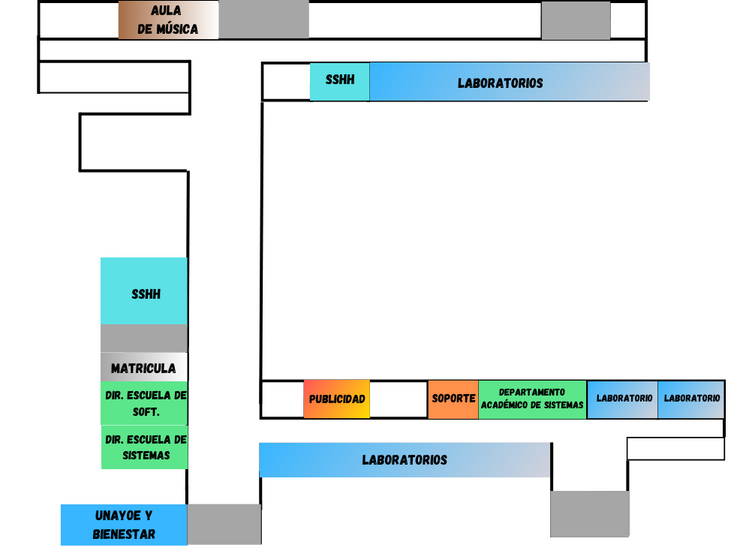 AULA
DE MÚSICA
SSHH
LABORATORIOS
SSHH
MATRICULA
DIR. ESCUELA DE
SOFT.
DIR. ESCUELA DE
SISTEMAS
PUBLICIDAD
SOPORTE
DEPARTAMENTO
ACADÉMICO DE SISTEMAS
LABORATORIO
LABORATORIO
LABORATORIOS
UNAYOE Y
BIENESTAR